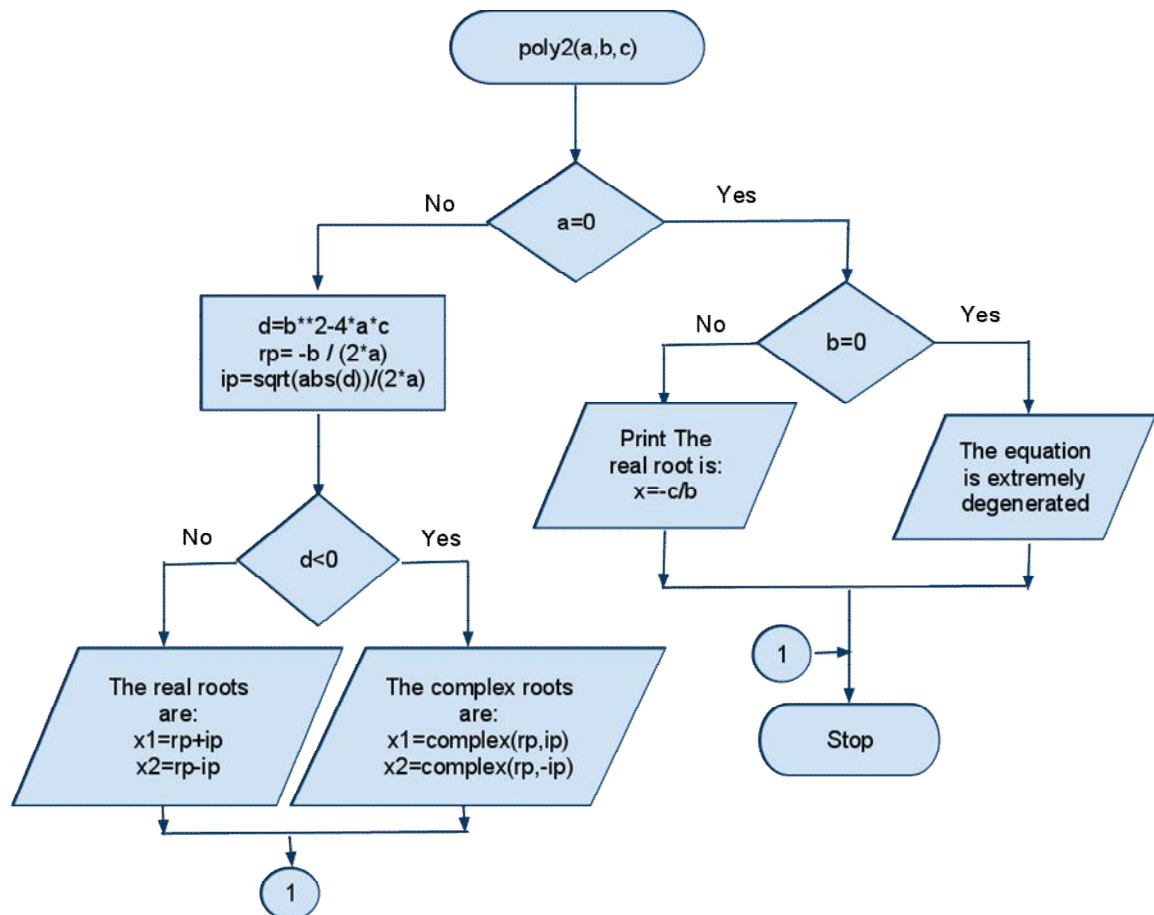 poly2(a,b,c)
No
Yes
a=0
d=b**2-4*a*c
rp= -b / (2*a)
ip=sqrt(abs(d))/(2*a)
No
Yes
b=0
Print The
real root is:
x=-c/b
The equation
is extremely
degenerated
No
Yes
d<0
The real roots
are:
x1=rp+ip
x2=rp-ip
The complex roots
are:
x1=complex(rp,ip)
x2=complex(rp,-ip)
1
Stop
1